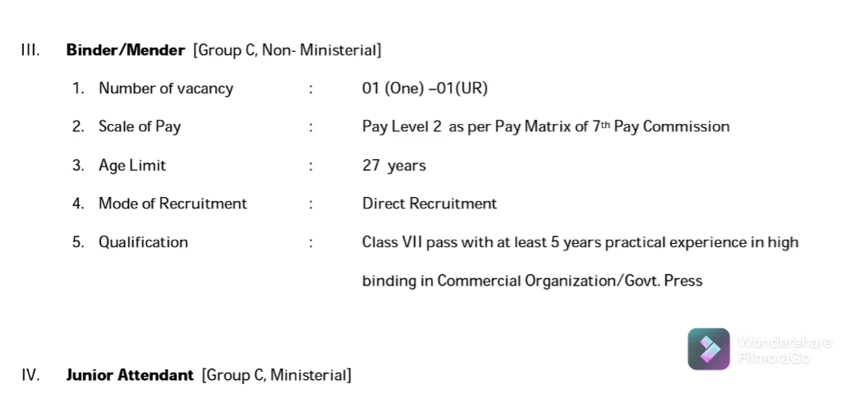 III. Binder/Mender [Group C, Non- Ministerial]
1. Number of vacancy : 01 (One) –01(UR)
2. Scale of Pay : Pay Level 2 as per Pay Matrix of 7th Pay Commission
3. Age Limit : 27 years
4. Mode of Recruitment : Direct Recruitment
5. Qualification : Class VII pass with at least 5 years practical experience in high
binding in Commercial Organization/Govt. Press
Wondershare
FilmoraGo
IV. Junior Attendant [Group C, Ministerial]